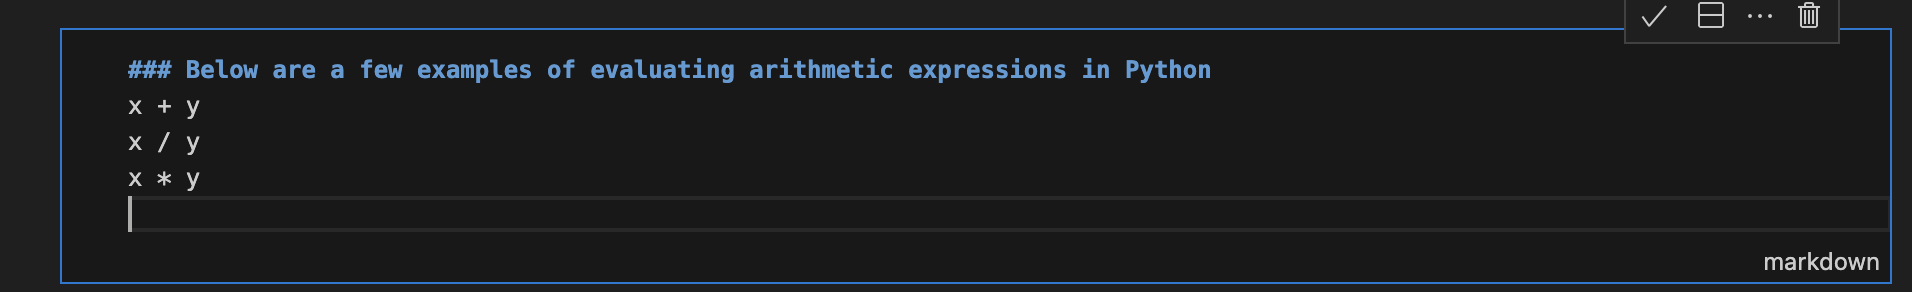 ### Below are a few examples of evaluating arithmetic expressions in Python
x + y
x / y
x * y
markdown